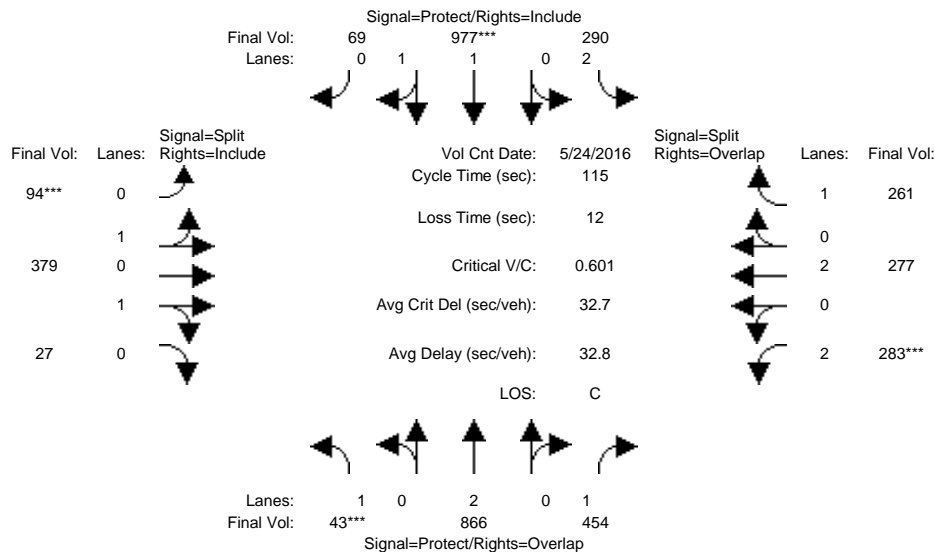 Signal=Protect/Rights=Include
Final Vol: 69 977*** 290
Lanes: 0 1 1 0 2
Signal=Split Signal=Split
Final Vol: Lanes: Rights=Include Vol Cnt Date: 5/24/2016 Rights=Overlap Lanes: Final Vol:
Cycle Time (sec): 115
94*** 0 1 261
Loss Time (sec): 12
1 0
379 0 Critical V/C: 0.601 2 277
1 Avg Crit Del (sec/veh): 32.7 0
27 0 Avg Delay (sec/veh): 32.8 2 283***
LOS: C
Lanes: 1 0 2 0 1
Final Vol: 43*** 866 454
Signal=Protect/Rights=Overlap